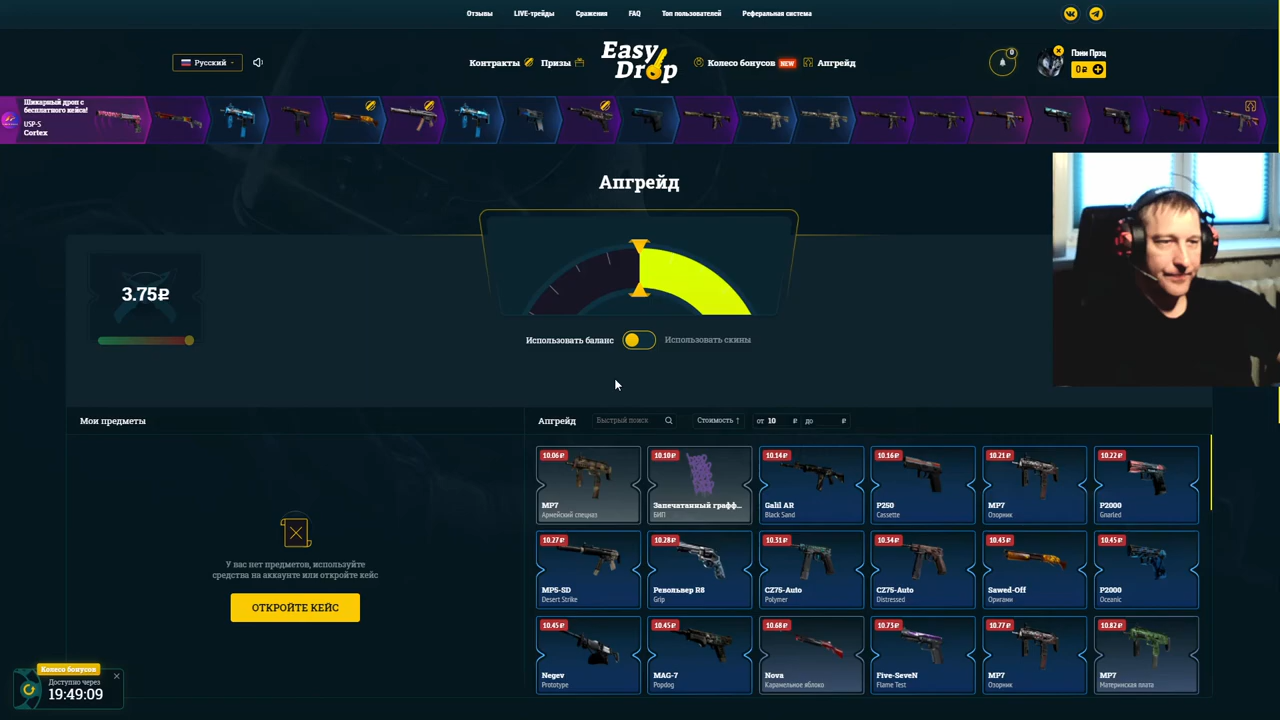 Отзывы LIVE-трейды Сражения FAQ Топ пользователей Реферальная система
Русский
Контракты Призы
Easy
Drop
Колесо бонусов NEW Апгрейд
0
Пэни Прэц
0₽
Шикарный дроп с
бесплатного кейса!
USP-S
Cortex
Апгрейд
3.75₽
Использовать баланс Использовать скины
Мои предметы
Апгрейд Быстрый поиск Стоимость ↑ от 10 ₽ до ₽
10.06₽
MP7
Армейский спецназ
10.10₽
Запечатанный графф...
БИП
10.14₽
Galil AR
Black Sand
10.16₽
P250
Cassette
10.21₽
MP7
Озорник
10.22₽
P2000
Gnarled
10.27₽
MP5-SD
Desert Strike
10.28₽
Револьвер R8
Grip
10.31₽
CZ75-Auto
Polymer
10.34₽
CZ75-Auto
Distressed
10.43₽
Sawed-Off
Оригами
10.45₽
P2000
Oceanic
10.45₽
Negev
Prototype
10.45₽
MAG-7
Popdog
10.68₽
Nova
Карамельное яблоко
10.73₽
Five-SeveN
Flame Test
10.77₽
MP7
Озорник
10.82₽
MP7
Материнская плата
У вас нет предметов, используйте
средства на аккаунте или откройте кейс
ОТКРОЙТЕ КЕЙС
Колесо бонусов
Доступно через
19:49:09